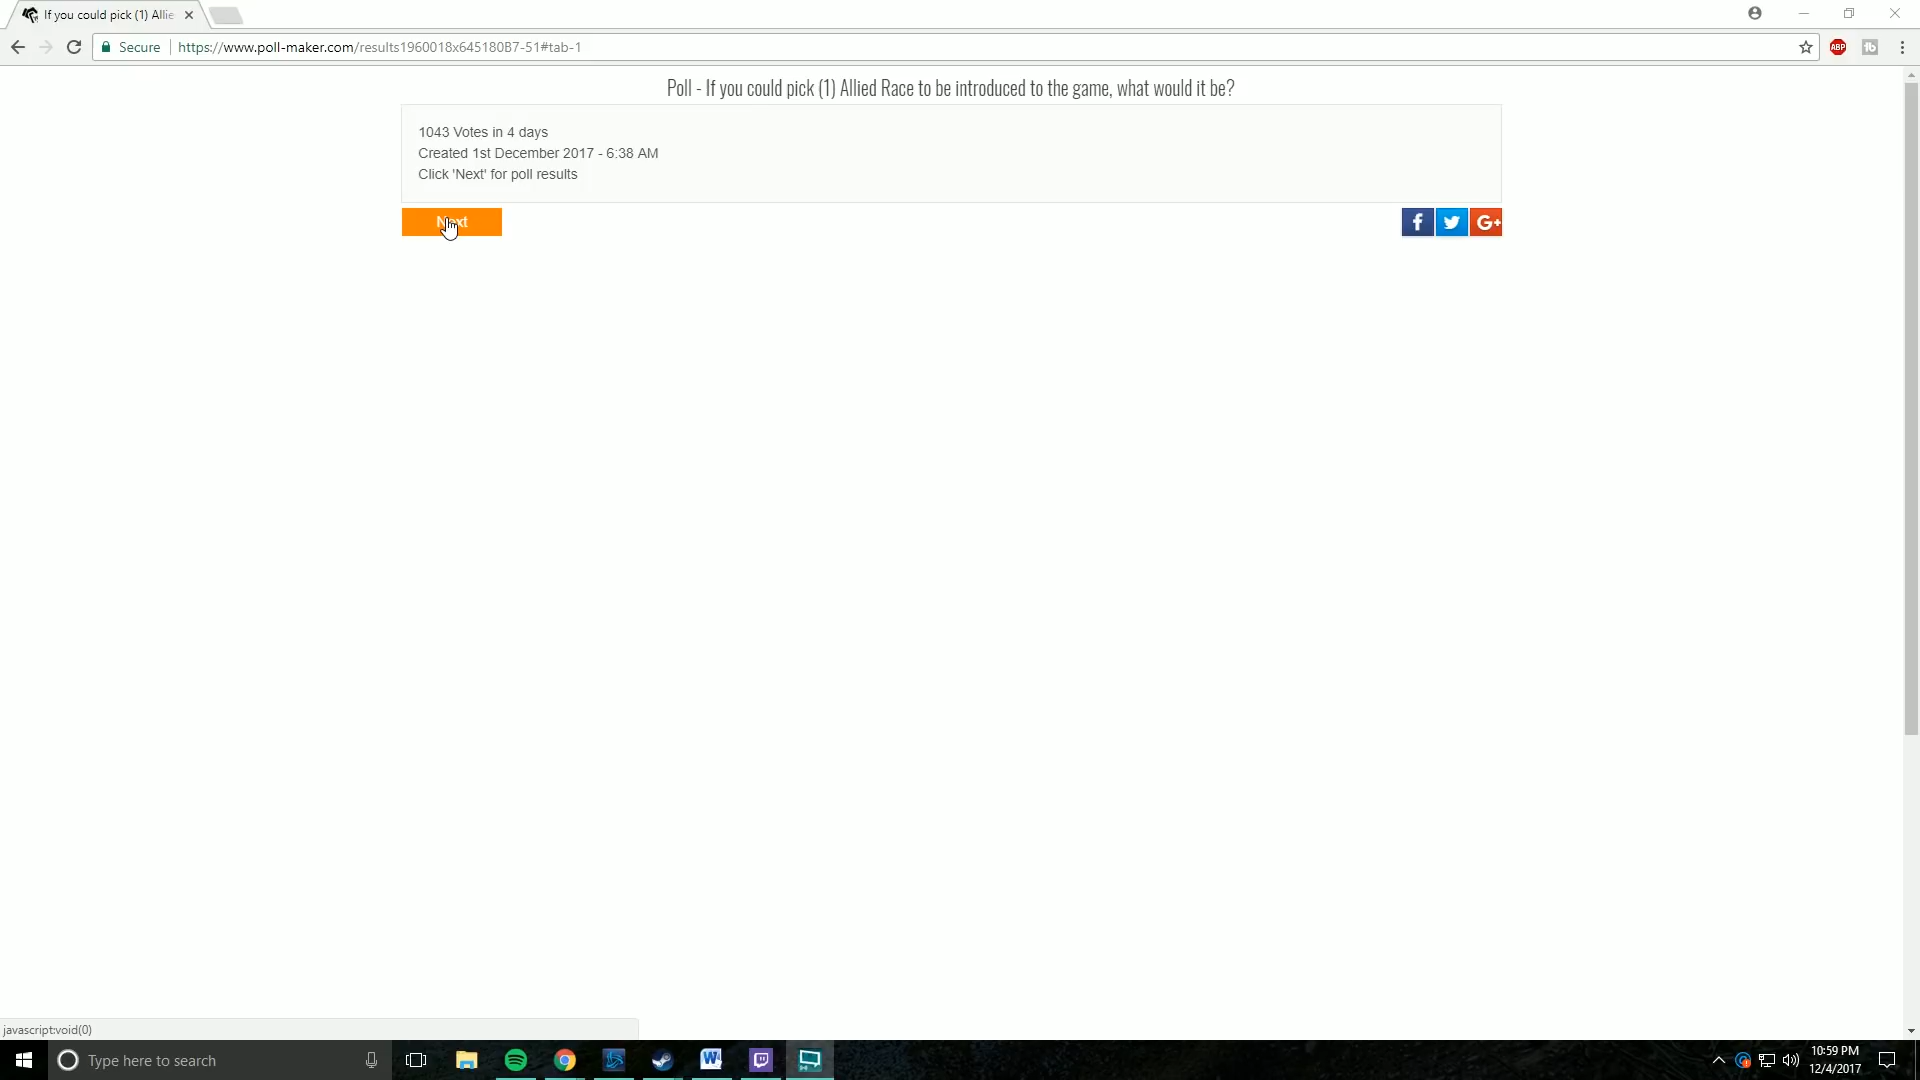 If you could pick (1) Allie
Secure
https://www.poll-maker.com/results1960018x645180B7-51#tab-1
ABP
Poll - If you could pick (1) Allied Race to be introduced to the game, what would it be?
1043 Votes in 4 days
Created 1st December 2017 - 6:38 AM
Click 'Next' for poll results
Next
javascript:void(0)
Type here to search
10:59 PM
12/4/2017